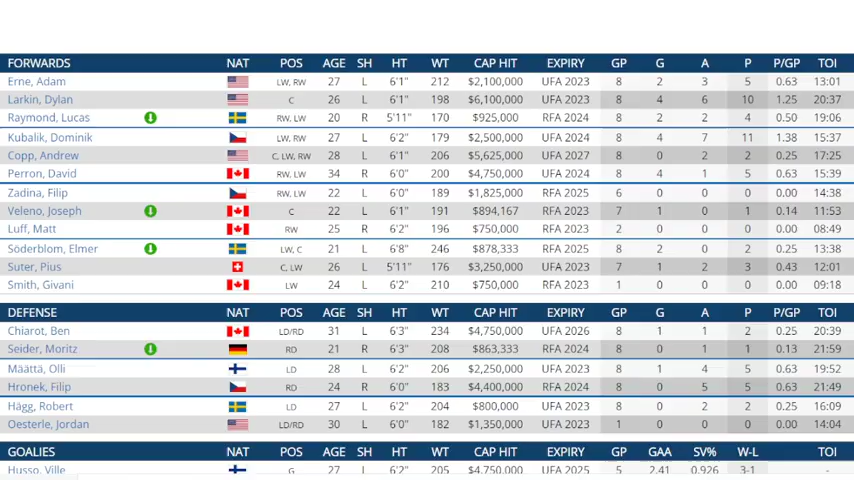 FORWARDS NAT POS AGE SH HT WT CAP HIT EXPIRY GP G A P P/GP TOI
Erne, Adam LW, RW 27 L 6'1" 212 $2,100,000 UFA 2023 8 2 3 5 0.63 13:01
Larkin, Dylan C 26 L 6'1" 198 $6,100,000 UFA 2023 8 4 6 10 1.25 20:37
Raymond, Lucas RW, LW 20 R 5'11" 170 $925,000 RFA 2024 8 2 2 4 0.50 19:06
Kubalik, Dominik RW, LW 27 L 6'2" 179 $2,500,000 UFA 2024 8 4 7 11 1.38 15:37
Copp, Andrew C, LW, RW 28 L 6'1" 206 $5,625,000 UFA 2027 8 0 2 2 0.25 17:25
Perron, David RW, LW 34 R 6'0" 200 $4,750,000 UFA 2024 8 4 1 5 0.63 15:39
Zadina, Filip RW, LW 22 L 6'0" 189 $1,825,000 RFA 2025 6 0 0 0 0.00 14:38
Veleno, Joseph C 22 L 6'1" 191 $894,167 RFA 2023 7 1 0 1 0.14 11:53
Luff, Matt RW 25 R 6'2" 196 $750,000 RFA 2023 2 0 0 0 0.00 08:49
Söderblom, Elmer LW, C 21 L 6'8" 246 $878,333 RFA 2023 8 2 0 2 0.25 13:38
Suter, Pius C, LW 26 L 5'11" 176 $3,250,000 UFA 2023 7 1 2 3 0.43 12:01
Smith, Givani LW 24 L 6'2" 210 $750,000 RFA 2023 1 0 0 0 0.00 09:18
DEFENSE NAT POS AGE SH HT WT CAP HIT EXPIRY GP G A P P/GP TOI
Chiarot, Ben LD/RD 31 L 6'3" 234 $4,750,000 UFA 2026 8 1 1 2 0.25 20:39
Seider, Moritz RD 21 R 6'3" 208 $863,333 RFA 2024 8 0 1 1 0.13 21:59
Määttä, Olli LD 28 L 6'2" 206 $2,250,000 UFA 2023 8 1 4 5 0.63 19:52
Hronek, Filip RD 24 R 6'0" 183 $4,400,000 RFA 2024 8 0 5 5 0.63 21:49
Hägg, Robert LD 27 L 6'2" 204 $800,000 UFA 2023 8 0 2 2 0.25 16:09
Oesterle, Jordan LD/RD 30 L 6'0" 182 $1,350,000 UFA 2023 1 0 0 0 0.00 14:04
GOALIES NAT POS AGE SH HT WT CAP HIT EXPIRY GP GAA SV% W-L TOI
Husso, Ville G 27 L 6'2" 205 $4,750,000 UFA 2025 5 2.41 0.926 3-1 -